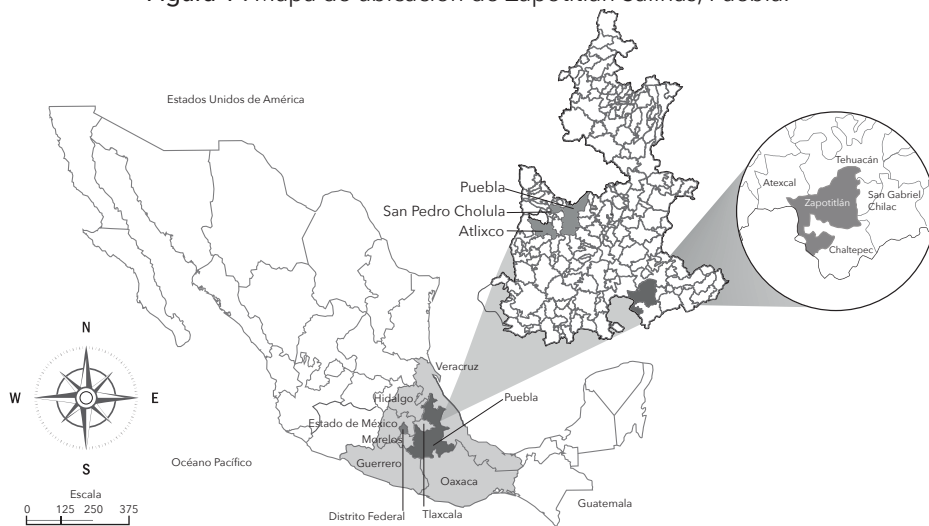 Figura 1 . Mapa de ubicación de Zapotitlán Salinas, Puebla.
Estados Unidos de América
Puebla
San Pedro Cholula
Atlixco
Tehuacán
Atexcal
Zapotitlán
San Gabriel
Chilac
Chaltepec
N
W
E
S
Veracruz
Hidalgo
Puebla
Estado de México
Morelos
Guerrero
Océano Pacífico
Oaxaca
Guatemala
Distrito Federal
Tlaxcala
Escala
0 125 250 375